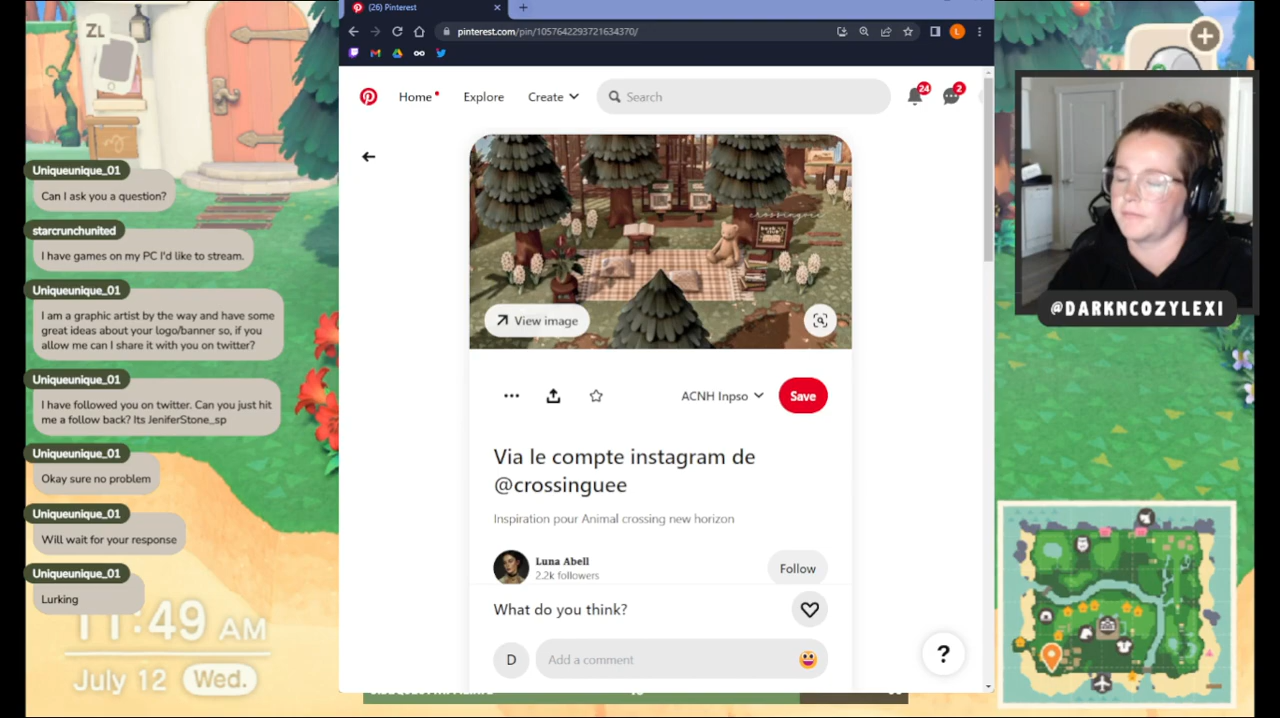 ZL
Uniqueunique_01
Can I ask you a question?
starcrunchunited
I have games on my PC I'd like to stream.
Uniqueunique_01
I am a graphic artist by the way and have some
great ideas about your logo/banner so, if you
allow me can I share it with you on twitter?
Uniqueunique_01
I have followed you on twitter. Can you just hit
me a follow back? Its JeniferStone_sp
Uniqueunique_01
Okay sure no problem
Uniqueunique_01
Will wait for your response
Uniqueunique_01
Lurking
11:49 AM
July 12 Wed.
(26) Pinterest
pinterest.com/pin/1057642293721634370/
L
Home
Explore
Create
Search
24
2
crossinguee
View image
ACNH Inpso
Save
Via le compte instagram de
@crossinguee
Inspiration pour Animal crossing new horizon
Luna Abell
2.2k followers
Follow
What do you think?
D
Add a comment
?
@DARKNCOZYLEXI